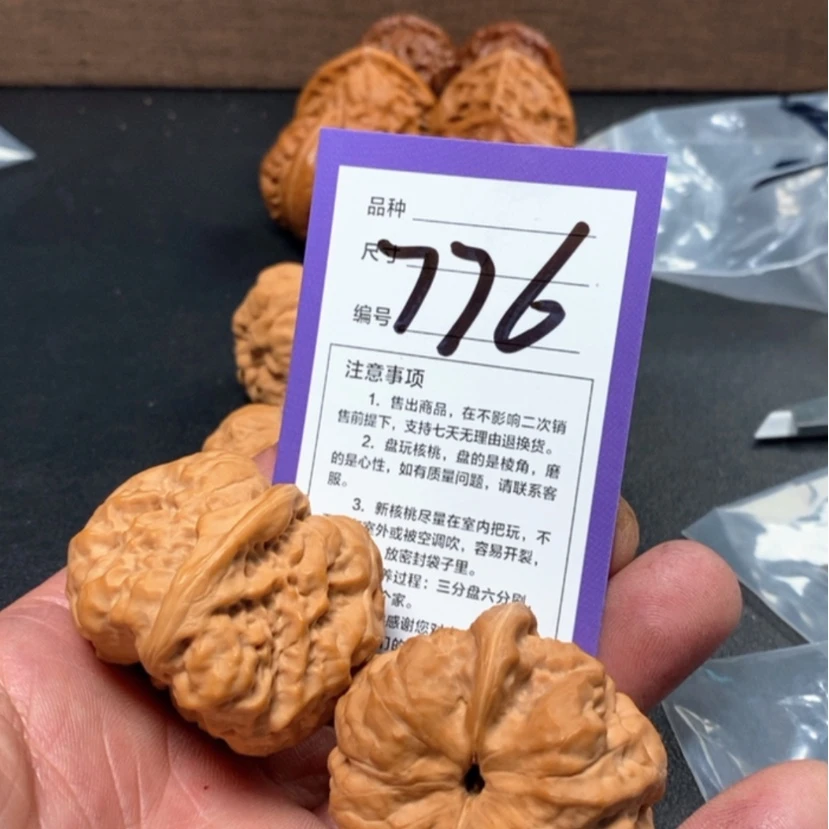 品种
尺寸
编号
776
注意事项
1. 售出商品，在不影响二次销
售前提下，支持七天无理由退换货。
2. 盘玩核桃，盘的是棱角，磨
的是心性，如有质量问题，请联系客
服。
3. 新核桃尽量在室内把玩，不
室外或被空调吹，容易开裂，
放密封袋子里。
养过程：三分盘六分刷
个家。
感谢您对